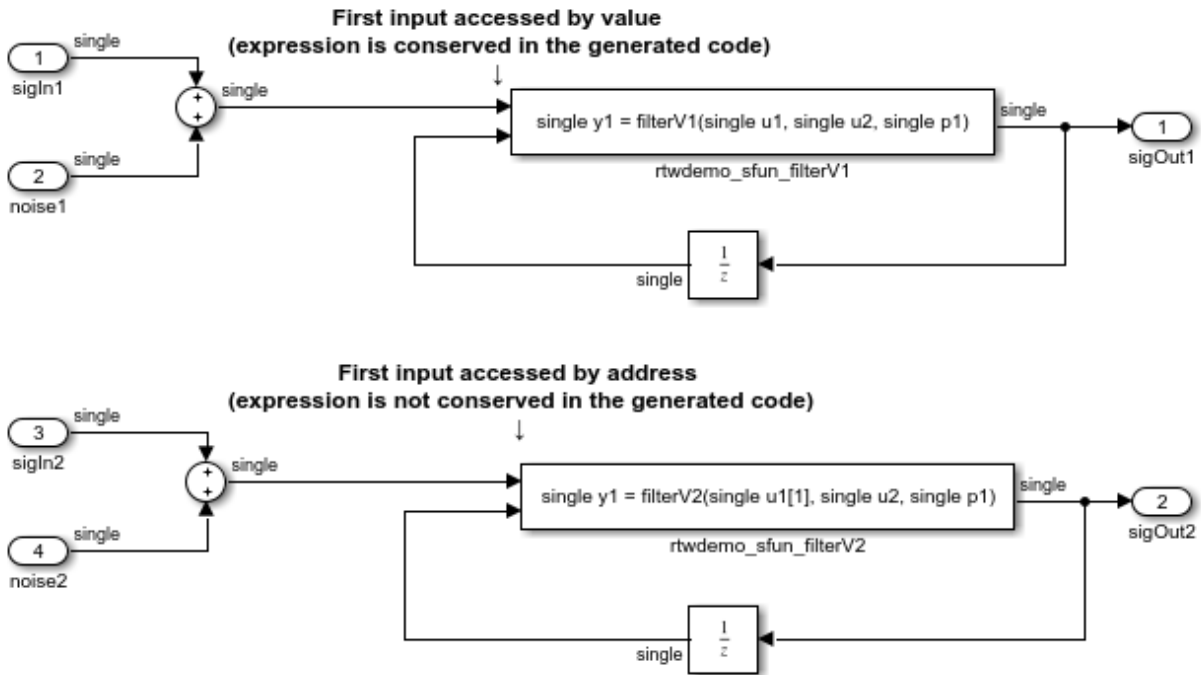 First input accessed by value
(expression is conserved in the generated code)
↓
1
single
sigIn1
+
+
single
2
single
noise1
single y1 = filterV1(single u1, single u2, single p1)
rtwdemo_sfun_filterV1
single
1
sigOut1
1
z
single
First input accessed by address
(expression is not conserved in the generated code)
↓
3
single
sigIn2
+
+
single
4
single
noise2
single y1 = filterV2(single u1[1], single u2, single p1)
rtwdemo_sfun_filterV2
single
2
sigOut2
1
z
single